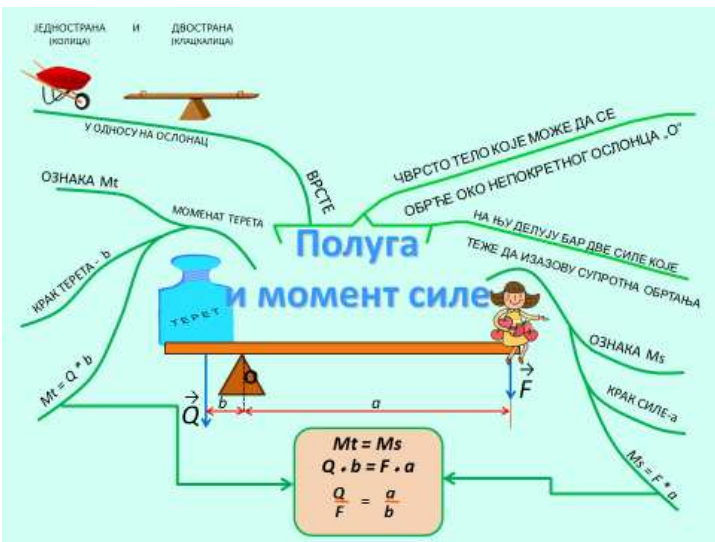 ЈЕДНОСТРАНА И ДВОСТРАНА
(КОЛИЦА) (КЛАЦКАЛИЦА)
У ОДНОСУ НА ОСЛОНАЦ
ВРСТЕ
ЧВРСТО ТЕЛО КОЈЕ МОЖЕ ДА СЕ
ОБРЋЕ ОКО НЕПОКРЕТНОГ ОСЛОНЦА „О“
НА ЊУ ДЕЛУЈУ БАР ДВЕ СИЛЕ КОЈЕ
ТЕЖЕ ДА ИЗАЗОВУ СУПРОТНА ОБРТАЊА
Полуга
и момент силе
ОЗНАКА Mt
МОМЕНАТ ТЕРЕТА
КРАК ТЕРЕТА - b
Mt = Q * b
ТЕРЕТ
O
Q
b
a
F
ОЗНАКА Ms
КРАК СИЛЕ-a
Ms = F * a
Mt = Ms
Q • b = F • a
Q/F = a/b